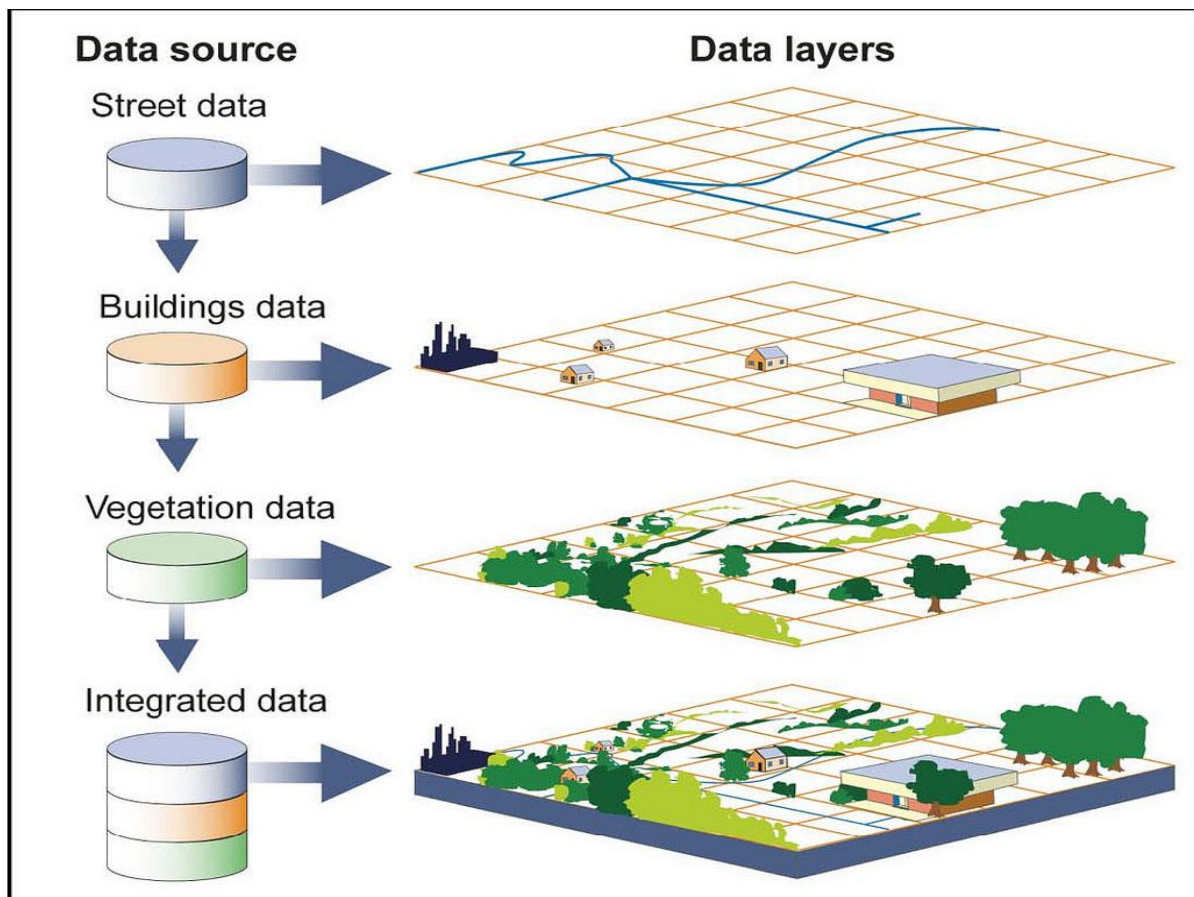 Data source
Data layers
Street data
Buildings data
Vegetation data
Integrated data